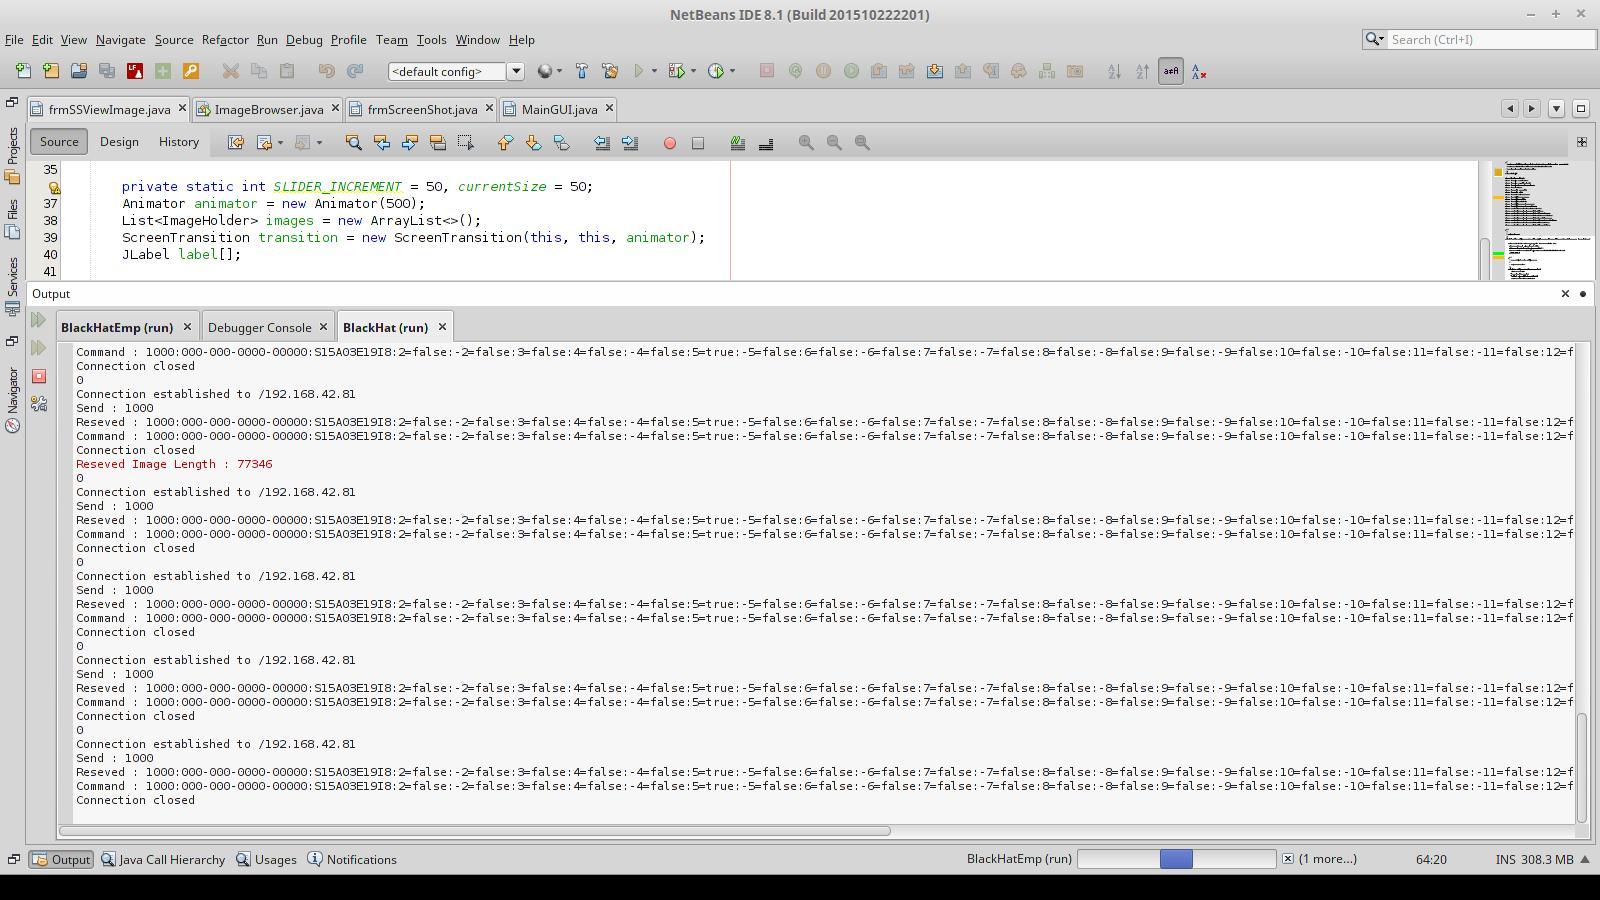 NetBeans IDE 8.1 (Build 201510222201)
File Edit View Navigate Source Refactor Run Debug Profile Team Tools Window Help
Search (Ctrl+I)
<default config>
frmSSViewImage.java ImageBrowser.java frmScreenShot.java MainGUI.java
Source Design History
Projects
Files
Services
Navigator
35
private static int SLIDER_INCREMENT = 50, currentSize = 50;
37 Animator animator = new Animator(500);
38 List<ImageHolder> images = new ArrayList<>();
39 ScreenTransition transition = new ScreenTransition(this, this, animator);
40 JLabel label[];
41
Output
BlackHatEmp (run) Debugger Console BlackHat (run)
Command : 1000:000-000-0000-00000:S15A03E19I8:2=false:-2=false:3=false:4=false:-4=false:5=true:-5=false:6=false:-6=false:7=false:-7=false:8=false:-8=false:9=false:-9=false:10=false:-10=false:11=false:-11=false:12=f
Connection closed
0
Connection established to /192.168.42.81
Send : 1000
Reseved : 1000:000-000-0000-00000:S15A03E19I8:2=false:-2=false:3=false:4=false:-4=false:5=true:-5=false:6=false:-6=false:7=false:-7=false:8=false:-8=false:9=false:-9=false:10=false:-10=false:11=false:-11=false:12=f
Command : 1000:000-000-0000-00000:S15A03E19I8:2=false:-2=false:3=false:4=false:-4=false:5=true:-5=false:6=false:-6=false:7=false:-7=false:8=false:-8=false:9=false:-9=false:10=false:-10=false:11=false:-11=false:12=f
Connection closed
Reseved Image Length : 77346
0
Connection established to /192.168.42.81
Send : 1000
Reseved : 1000:000-000-0000-00000:S15A03E19I8:2=false:-2=false:3=false:4=false:-4=false:5=true:-5=false:6=false:-6=false:7=false:-7=false:8=false:-8=false:9=false:-9=false:10=false:-10=false:11=false:-11=false:12=f
Command : 1000:000-000-0000-00000:S15A03E19I8:2=false:-2=false:3=false:4=false:-4=false:5=true:-5=false:6=false:-6=false:7=false:-7=false:8=false:-8=false:9=false:-9=false:10=false:-10=false:11=false:-11=false:12=f
Connection closed
0
Connection established to /192.168.42.81
Send : 1000
Reseved : 1000:000-000-0000-00000:S15A03E19I8:2=false:-2=false:3=false:4=false:-4=false:5=true:-5=false:6=false:-6=false:7=false:-7=false:8=false:-8=false:9=false:-9=false:10=false:-10=false:11=false:-11=false:12=f
Command : 1000:000-000-0000-00000:S15A03E19I8:2=false:-2=false:3=false:4=false:-4=false:5=true:-5=false:6=false:-6=false:7=false:-7=false:8=false:-8=false:9=false:-9=false:10=false:-10=false:11=false:-11=false:12=f
Connection closed
0
Connection established to /192.168.42.81
Send : 1000
Reseved : 1000:000-000-0000-00000:S15A03E19I8:2=false:-2=false:3=false:4=false:-4=false:5=true:-5=false:6=false:-6=false:7=false:-7=false:8=false:-8=false:9=false:-9=false:10=false:-10=false:11=false:-11=false:12=f
Command : 1000:000-000-0000-00000:S15A03E19I8:2=false:-2=false:3=false:4=false:-4=false:5=true:-5=false:6=false:-6=false:7=false:-7=false:8=false:-8=false:9=false:-9=false:10=false:-10=false:11=false:-11=false:12=f
Connection closed
0
Connection established to /192.168.42.81
Send : 1000
Reseved : 1000:000-000-0000-00000:S15A03E19I8:2=false:-2=false:3=false:4=false:-4=false:5=true:-5=false:6=false:-6=false:7=false:-7=false:8=false:-8=false:9=false:-9=false:10=false:-10=false:11=false:-11=false:12=f
Command : 1000:000-000-0000-00000:S15A03E19I8:2=false:-2=false:3=false:4=false:-4=false:5=true:-5=false:6=false:-6=false:7=false:-7=false:8=false:-8=false:9=false:-9=false:10=false:-10=false:11=false:-11=false:12=f
Connection closed
Output Java Call Hierarchy Usages Notifications BlackHatEmp (run) (1 more...) 64:20 INS 308.3 MB